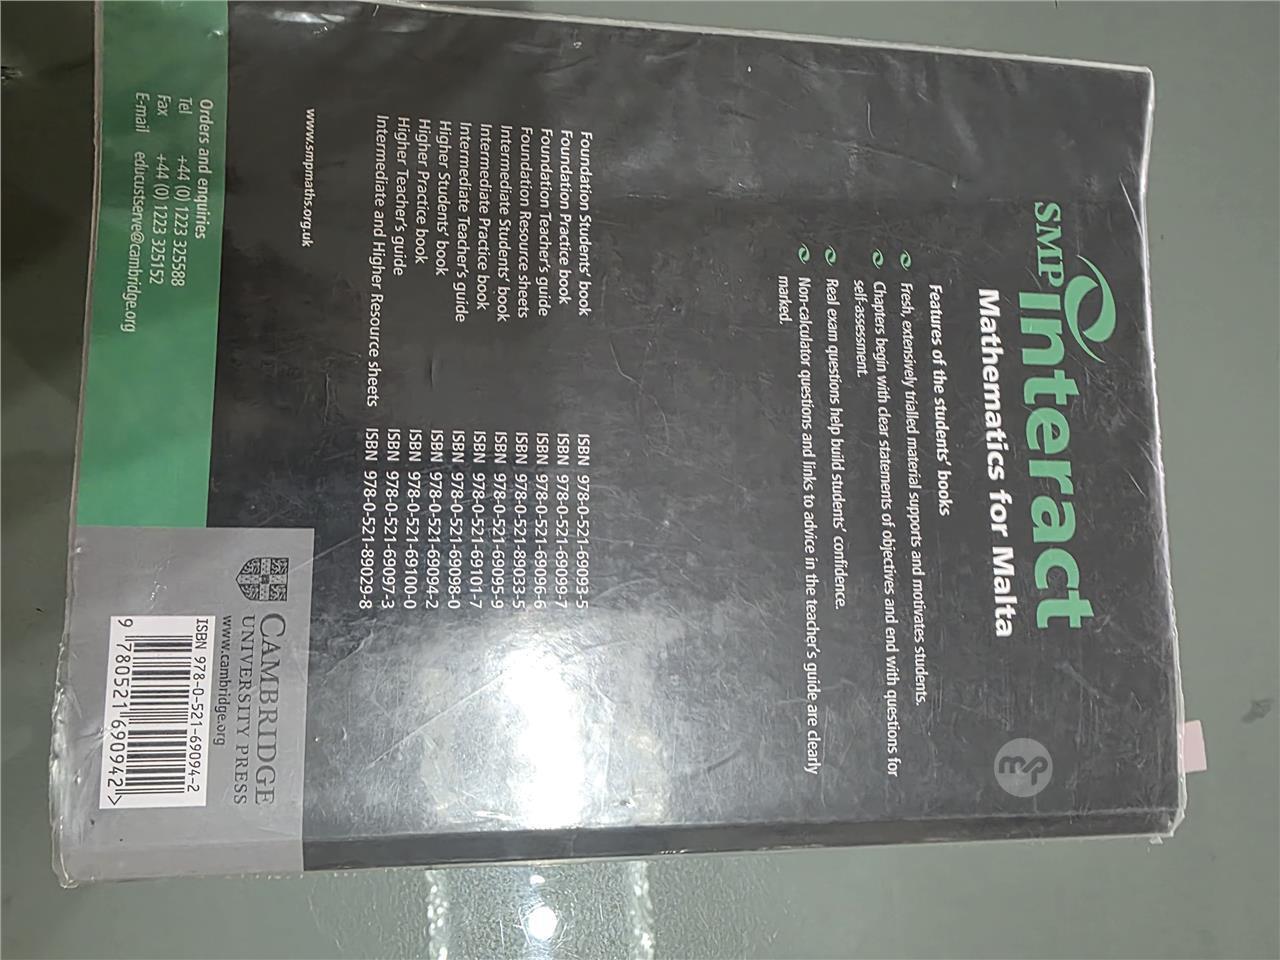 SMP interact
Mathematics for Malta
Features of the students' books
Fresh, extensively trialled material supports and motivates students.
Chapters begin with clear statements of objectives and end with questions for
self-assessment.
Real exam questions help build students' confidence.
Non-calculator questions and links to advice in the teacher's guide are clearly
marked.
Foundation Students' book ISBN 978-0-521-69093-5
Foundation Practice book ISBN 978-0-521-69099-7
Foundation Teacher's guide ISBN 978-0-521-69096-6
Foundation Resource sheets ISBN 978-0-521-89033-5
Intermediate Students' book ISBN 978-0-521-69095-9
Intermediate Practice book ISBN 978-0-521-69101-7
Intermediate Teacher's guide ISBN 978-0-521-69098-0
Higher Students' book ISBN 978-0-521-69094-2
Higher Practice book ISBN 978-0-521-69100-0
Higher Teacher's guide ISBN 978-0-521-69097-3
Intermediate and Higher Resource sheets ISBN 978-0-521-89029-8
www.smpmaths.org.uk
Orders and enquiries
Tel +44 (0) 1223 325588
Fax +44 (0) 1223 325152
E-mail educustserve@cambridge.org
CAMBRIDGE
UNIVERSITY PRESS
www.cambridge.org
ISBN 978-0-521-69094-2
9 780521 690942 >